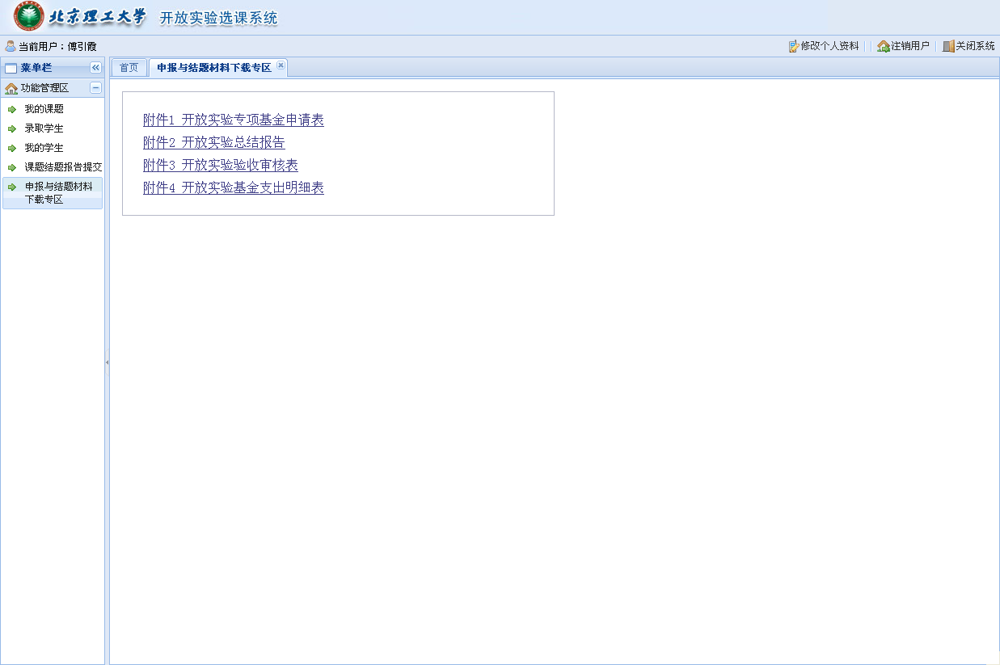 北京理工大学 开放实验选课系统
当前用户：傅引霞
修改个人资料 注销用户 关闭系统
菜单栏
首页 申报与结题材料下载专区
功能管理区
我的课题
录取学生
我的学生
课题结题报告提交
申报与结题材料
下载专区
附件1 开放实验专项基金申请表
附件2 开放实验总结报告
附件3 开放实验验收审核表
附件4 开放实验基金支出明细表